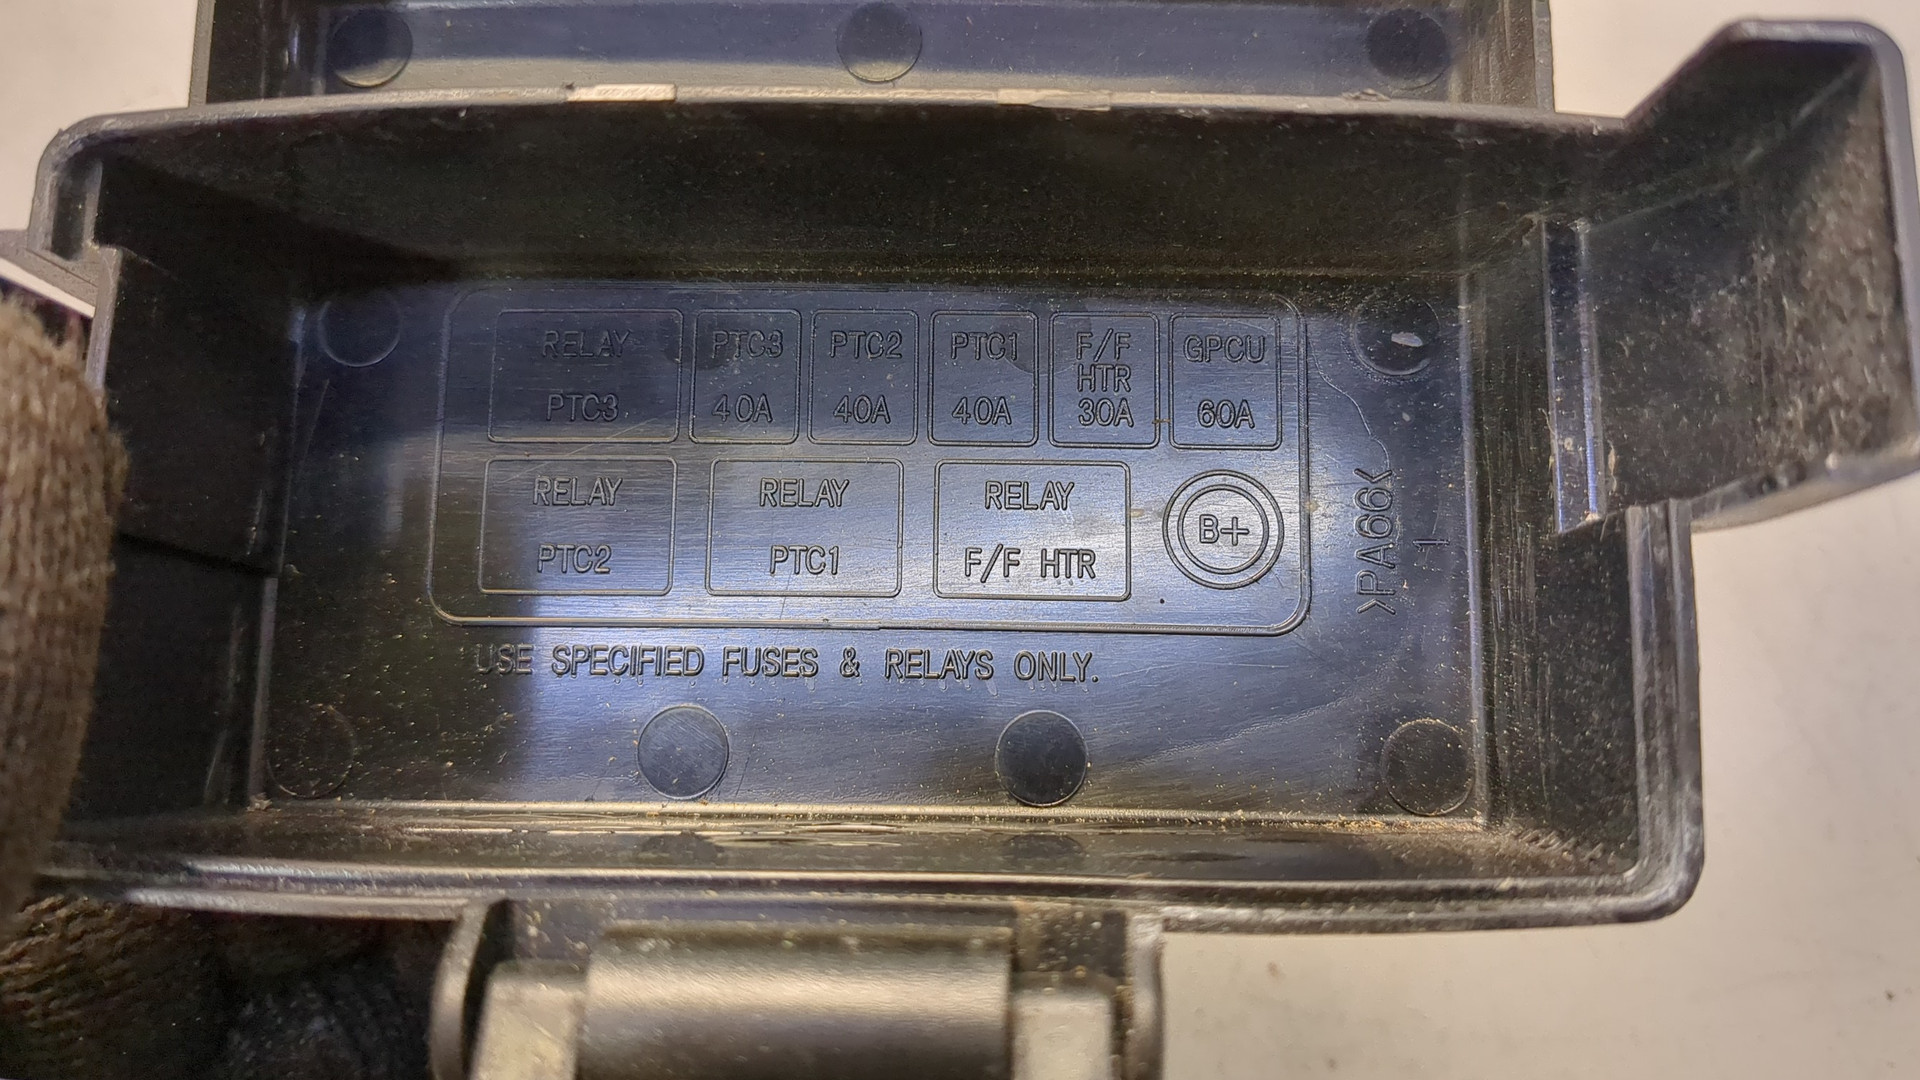 RELAY
PTC3
PTC3
40A
PTC2
40A
PTC1
40A
F/F
HTR
30A
GPCU
60A
RELAY
PTC2
RELAY
PTC1
RELAY
F/F HTR
B+
USE SPECIFIED FUSES & RELAYS ONLY.
>PA66<
1